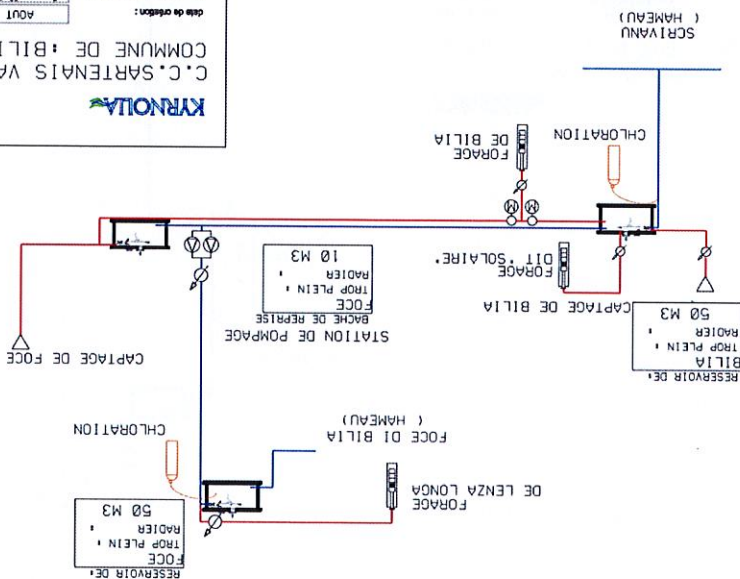 RESERVOIR DE:
FOCE
TROP PLEIN :
RADIER :
50 M3
FORAGE
DE LENZA LONGA
FOCE DI BILIA
( HAMEAU)
CHLORATION
CAPTAGE DE FOCE
STATION DE POMPAGE
BACHE DE REPRISE
FOCE
TROP PLEIN :
RADIER :
10 M3
RESERVOIR DE:
BILIA
TROP PLEIN :
RADIER :
50 M3
CAPTAGE DE BILIA
FORAGE
DIT "SOLAIRE"
M
M
FORAGE
DE BILIA
CHLORATION
SCRIVANU
( HAMEAU)
KYRNOLIA
C.C.SARTENAIS VA
COMMUNE DE : BILI
date de création :
AOUT